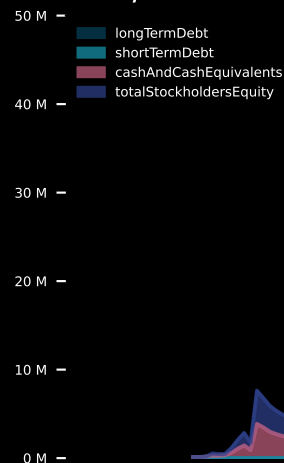 50 M
longTermDebt
shortTermDebt
cashAndCashEquivalents
totalStockholdersEquity
40 M
30 M
20 M
10 M
0 M